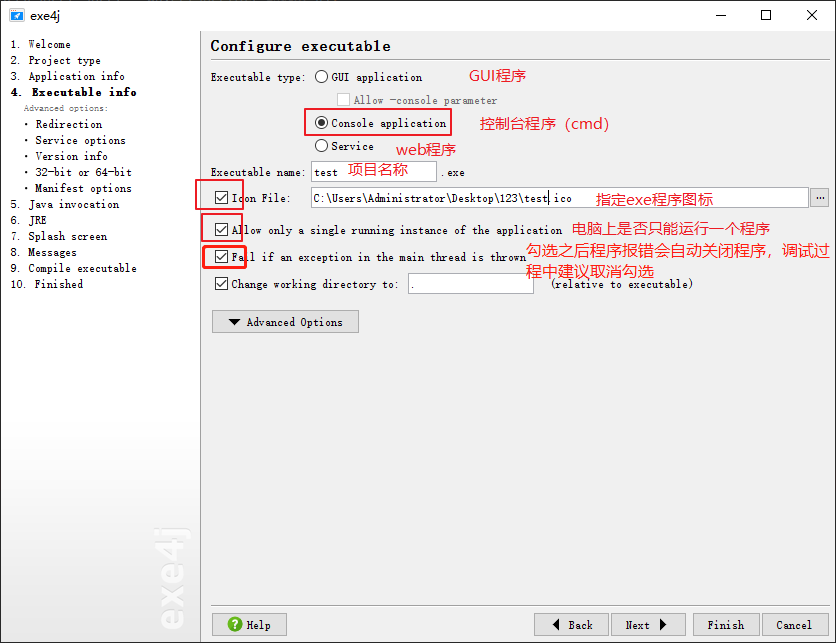 exe4j
1. Welcome
2. Project type
3. Application info
4. Executable info
Advanced options:
· Redirection
· Service options
· Version info
· 32-bit or 64-bit
· Manifest options
5. Java invocation
6. JRE
7. Splash screen
8. Messages
9. Compile executable
10. Finished
exe4j
Configure executable
Executable type: GUI application GUI程序
Allow -console parameter
Console application 控制台程序（cmd）
Service web程序
Executable name: test 项目名称 .exe
Icon File: C:\Users\Administrator\Desktop\123\test.ico 指定exe程序图标 ...
Allow only a single running instance of the application 电脑上是否只能运行一个程序
Fail if an exception in the main thread is thrown 勾选之后程序报错会自动关闭程序，调试过
程中建议取消勾选
Change working directory to: . (relative to executable)
Advanced Options
Help Back Next Finish Cancel